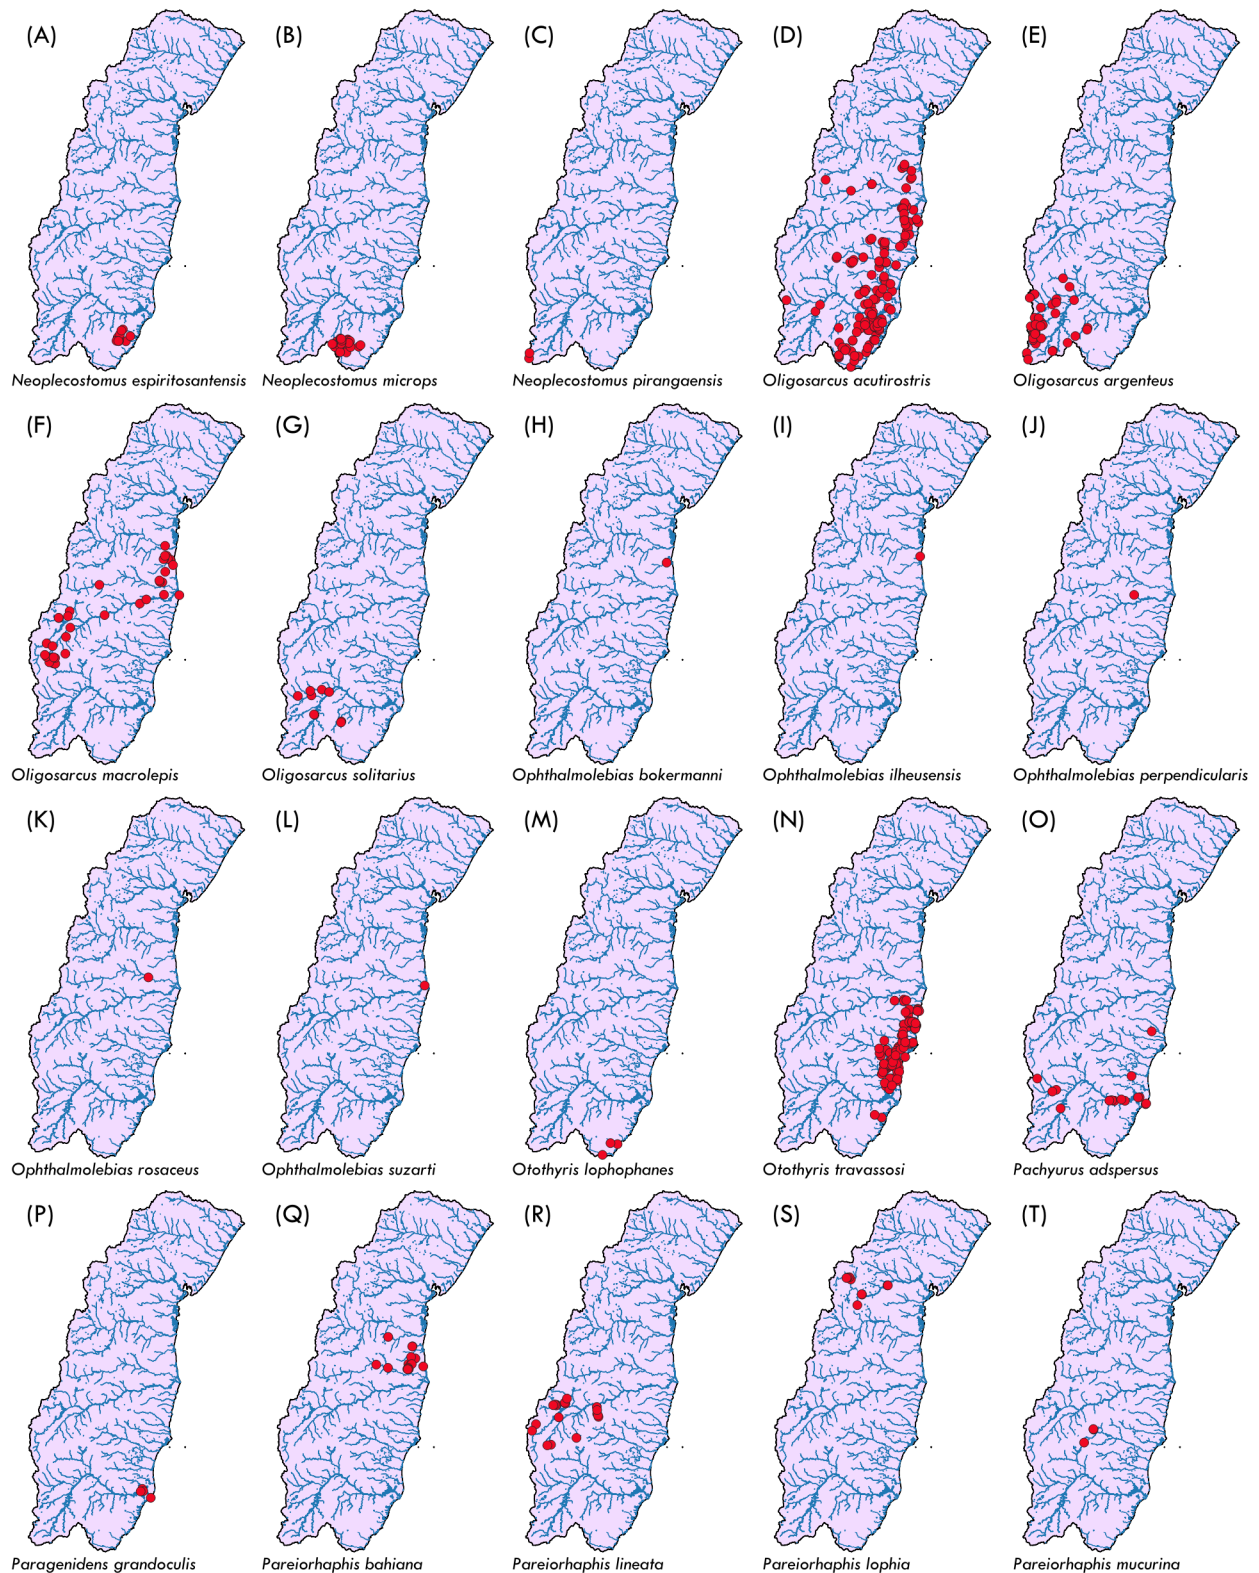 (A) (B) (C) (D) (E)
Neoplecostomus espiritosantensis Neoplecostomus microps Neoplecostomus pirangaensis Oligosarcus acutirostris Oligosarcus argenteus
(F) (G) (H) (I) (J)
Oligosarcus macrolepis Oligosarcus solitarius Ophthalmolebias bokermanni Ophthalmolebias ilheusensis Ophthalmolebias perpendicularis
(K) (L) (M) (N) (O)
Ophthalmolebias rosaceus Ophthalmolebias suzarti Otothyris lophophanes Otothyris travassosi Pachyurus adspersus
(P) (Q) (R) (S) (T)
Paragenidens grandoculis Pareiorhaphis bahiana Pareiorhaphis lineata Pareiorhaphis lophia Pareiorhaphis mucurina